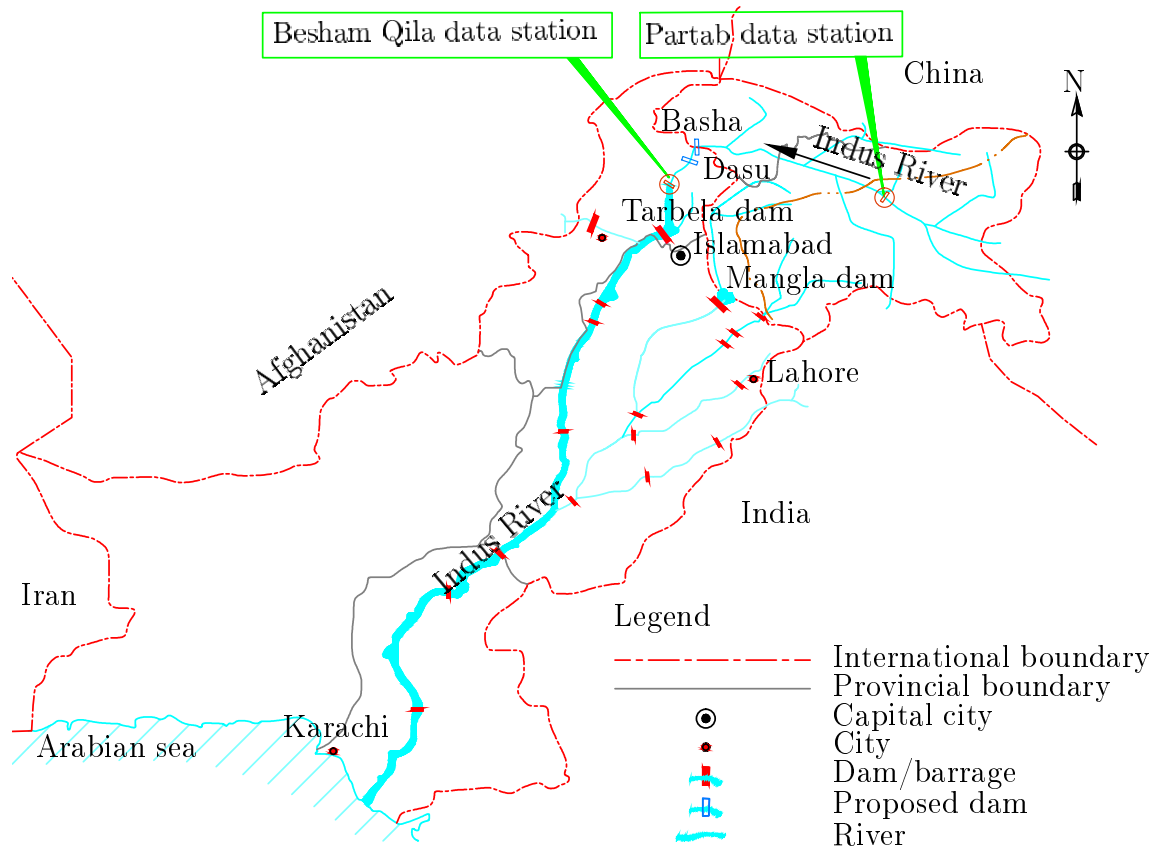 Besham Qila data station
Partab data station
China
N
Basha
Indus River
Dasu
Tarbela dam
Islamabad
Mangla dam
Afghanistan
Lahore
India
Indus River
Iran
Legend
International boundary
Provincial boundary
Capital city
Karachi
City
Arabian sea
Dam/barrage
Proposed dam
River